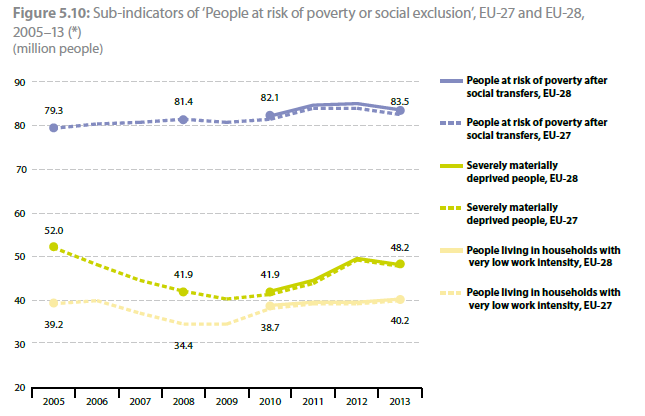 Figure 5.10: Sub-indicators of 'People at risk of poverty or social exclusion', EU-27 and EU-28,
2005–13 (*)
(million people)
90
80
70
60
50
40
30
20
79.3
81.4
82.1
83.5
52.0
41.9
41.9
48.2
39.2
34.4
38.7
40.2
2005 2006 2007 2008 2009 2010 2011 2012 2013
People at risk of poverty after
social transfers, EU-28
People at risk of poverty after
social transfers, EU-27
Severely materially
deprived people, EU-28
Severely materially
deprived people, EU-27
People living in households with
very low work intensity, EU-28
People living in households with
very low work intensity, EU-27